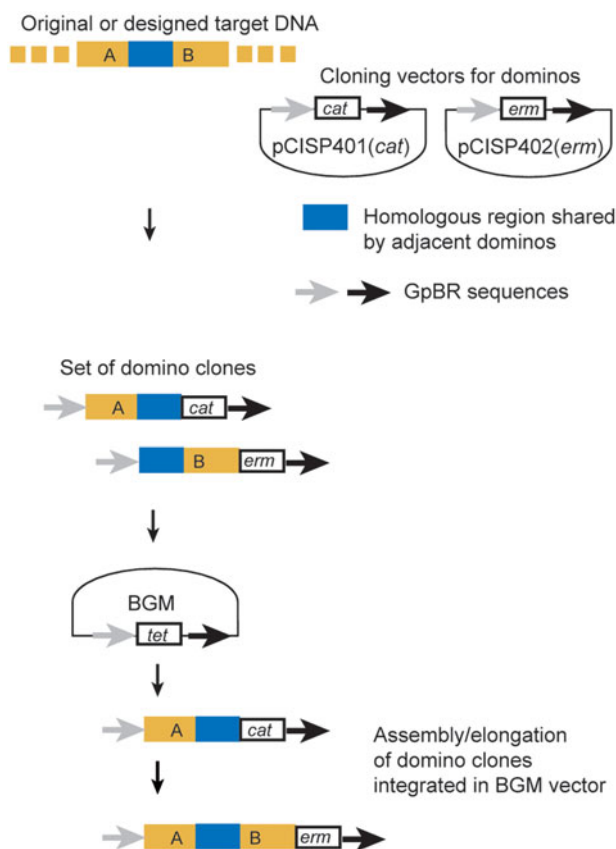 Original or designed target DNA
A B
Cloning vectors for dominos
cat erm
pCISP401(cat) pCISP402(erm)
Homologous region shared
by adjacent dominos
GpBR sequences
Set of domino clones
A cat
B erm
BGM
tet
A cat
Assembly/elongation
of domino clones
integrated in BGM vector
A B erm